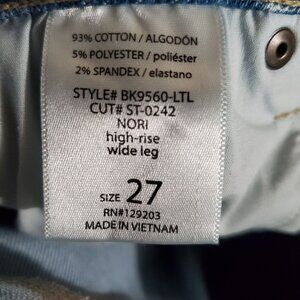 93% COTTON / ALGODÓN
5% POLYESTER / poliéster
2% SPANDEX / elastano
STYLE# BK9560-LTL
CUT# ST-0242
NORI
high-rise
wide leg
SIZE 27
RN#129203
MADE IN VIETNAM